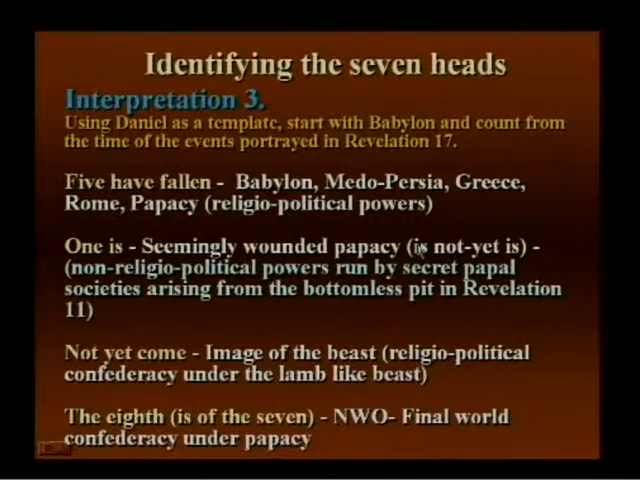 Identifying the seven heads
Interpretation 3.
Using Daniel as a template, start with Babylon and count from
the time of the events portrayed in Revelation 17.
Five have fallen - Babylon, Medo-Persia, Greece,
Rome, Papacy (religio-political powers)
One is - Seemingly wounded papacy (is not-yet is) -
(non-religio-political powers run by secret papal
societies arising from the bottomless pit in Revelation
11)
Not yet come - Image of the beast (religio-political
confederacy under the lamb like beast)
The eighth (is of the seven) - NWO- Final world
confederacy under papacy